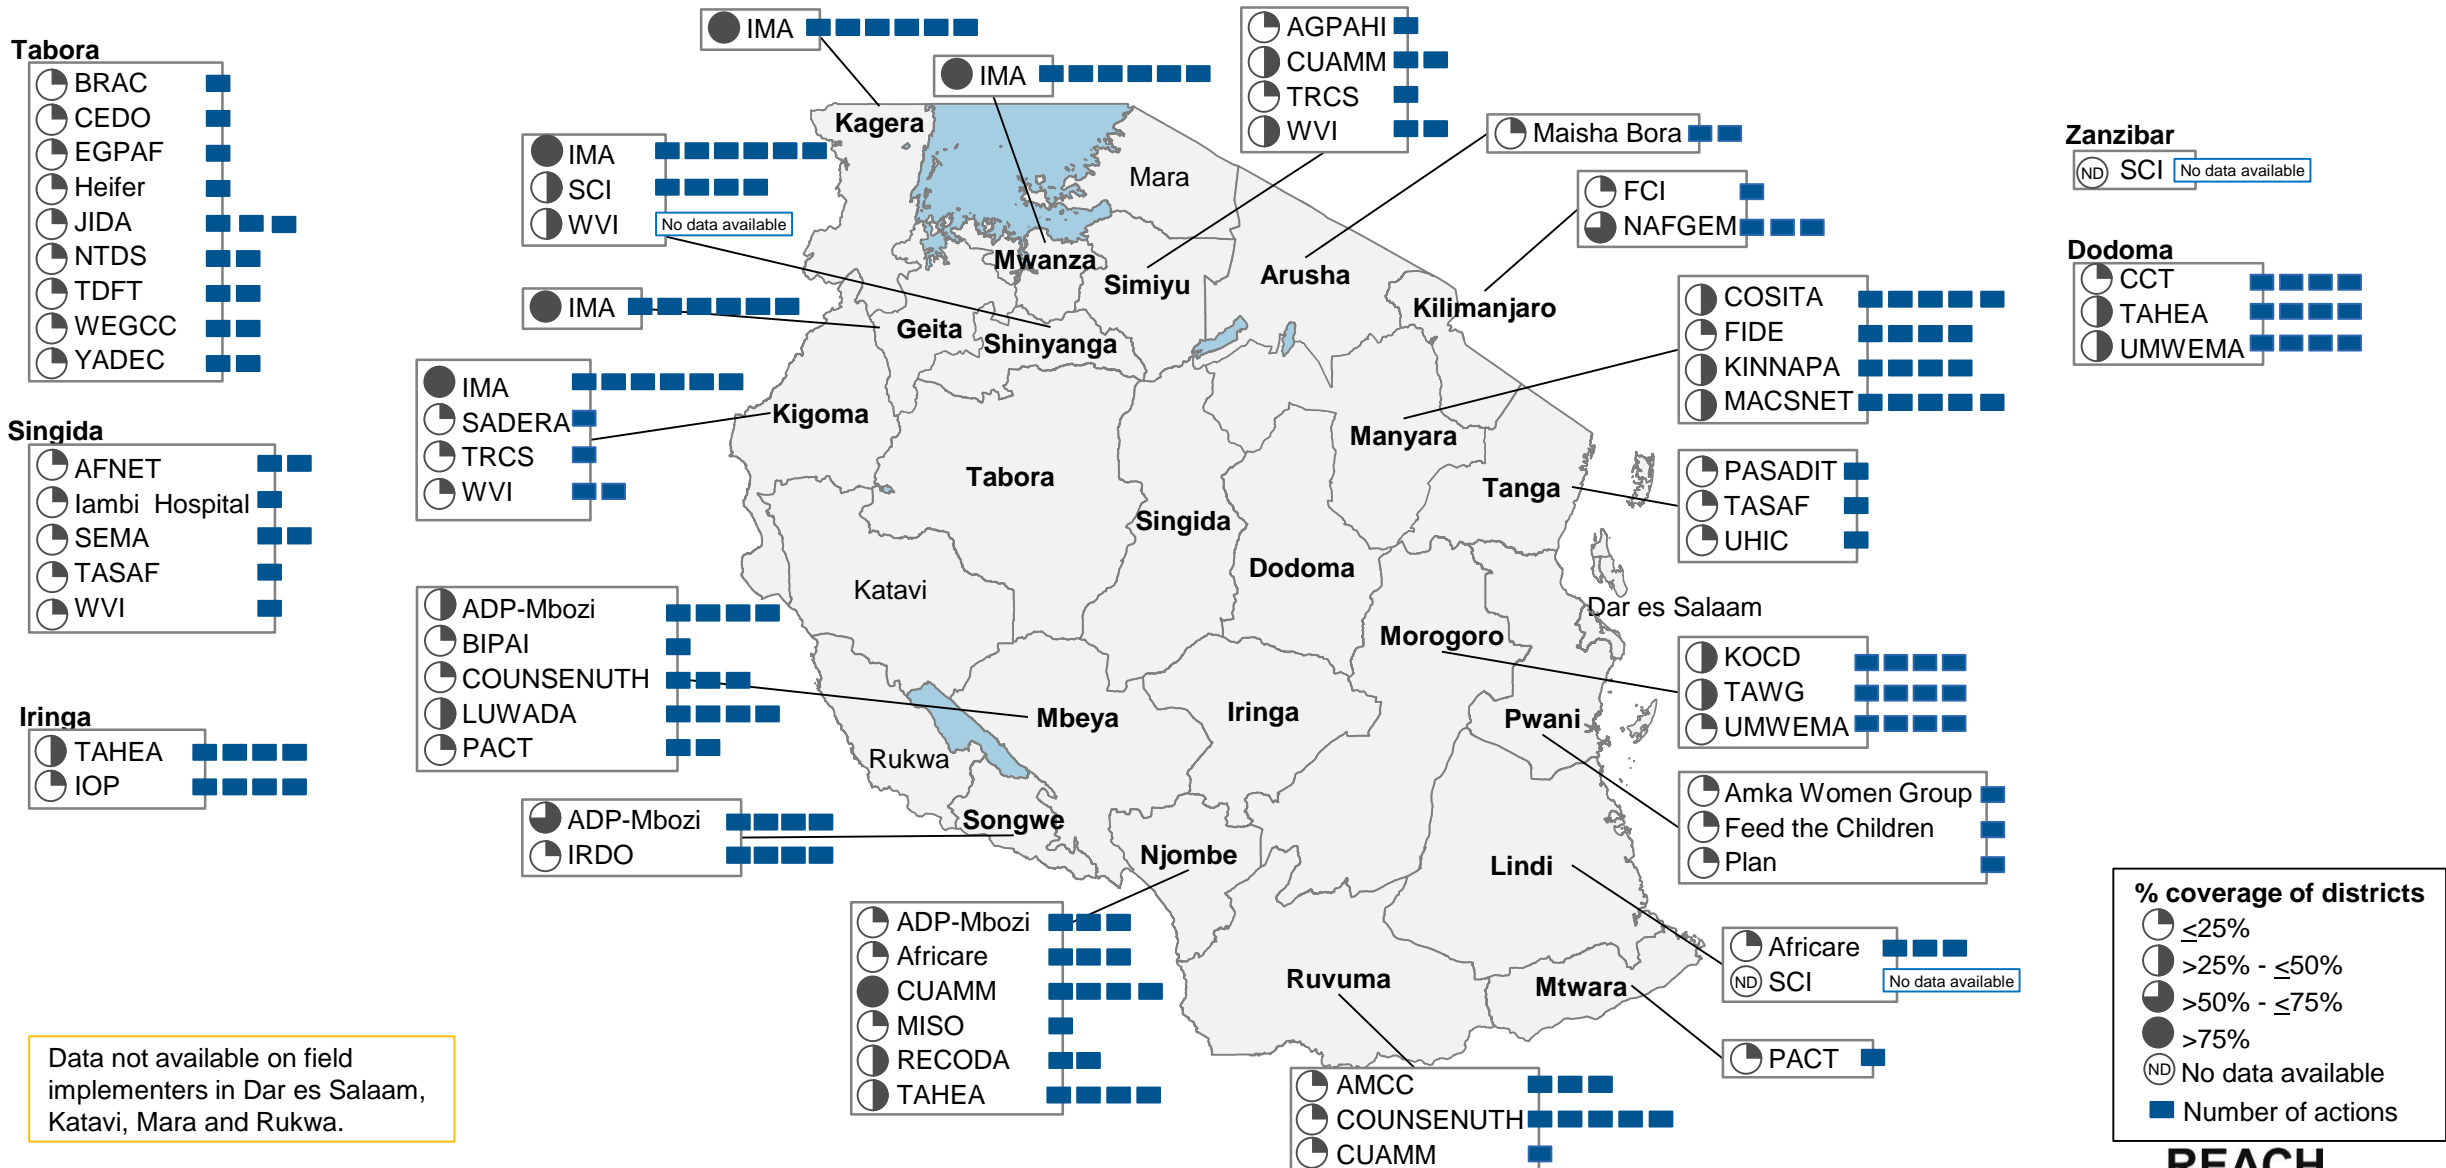 Tabora
BRAC
CEDO
EGPAF
Heifer
JIDA
NTDS
TDFT
WEGCC
YADEC
Singida
AFNET
Iambi Hospital
SEMA
TASAF
WVI
Iringa
TAHEA
IOP
Data not available on field
implementers in Dar es Salaam,
Katavi, Mara and Rukwa.
IMA
IMA
IMA
SCI
WVI
No data available
IMA
IMA
SADERA
TRCS
WVI
ADP-Mbozi
BIPAI
COUNSENUTH
LUWADA
PACT
ADP-Mbozi
IRDO
ADP-Mbozi
Africare
CUAMM
MISO
RECODA
TAHEA
AGPAHI
CUAMM
TRCS
WVI
Maisha Bora
FCI
NAFGEM
COSITA
FIDE
KINNAPA
MACSNET
PASADIT
TASAF
UHIC
KOCD
TAWG
UMWEMA
Amka Women Group
Feed the Children
Plan
Africare
ND
SCI
No data available
PACT
AMCC
COUNSENUTH
CUAMM
Kagera
Mara
Mwanza
Simiyu
Arusha
Kilimanjaro
Geita
Shinyanga
Kigoma
Tabora
Singida
Manyara
Tanga
Dodoma
Katavi
Dar es Salaam
Morogoro
Mbeya
Iringa
Pwani
Rukwa
Songwe
Njombe
Lindi
Ruvuma
Mtwara
Zanzibar
ND
SCI
No data available
Dodoma
CCT
TAHEA
UMWEMA
% coverage of districts
≤25%
>25% - ≤50%
>50% - ≤75%
>75%
ND
No data available
Number of actions
REACH